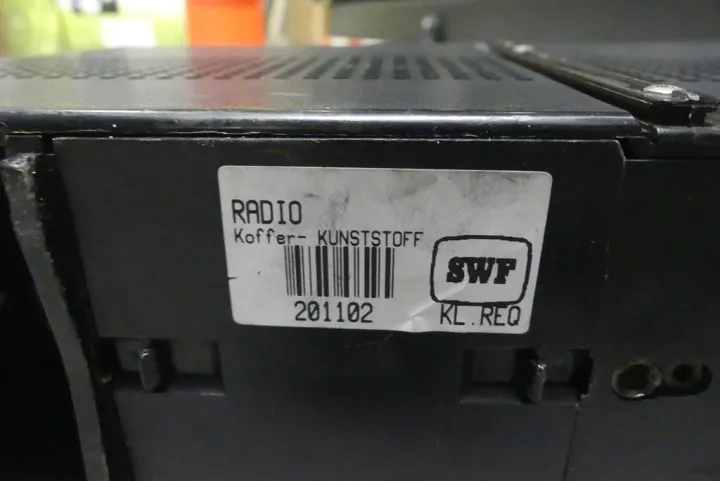 RADIO
Koffer- KUNSTSTOFF
SWF
201102
KL.REQ